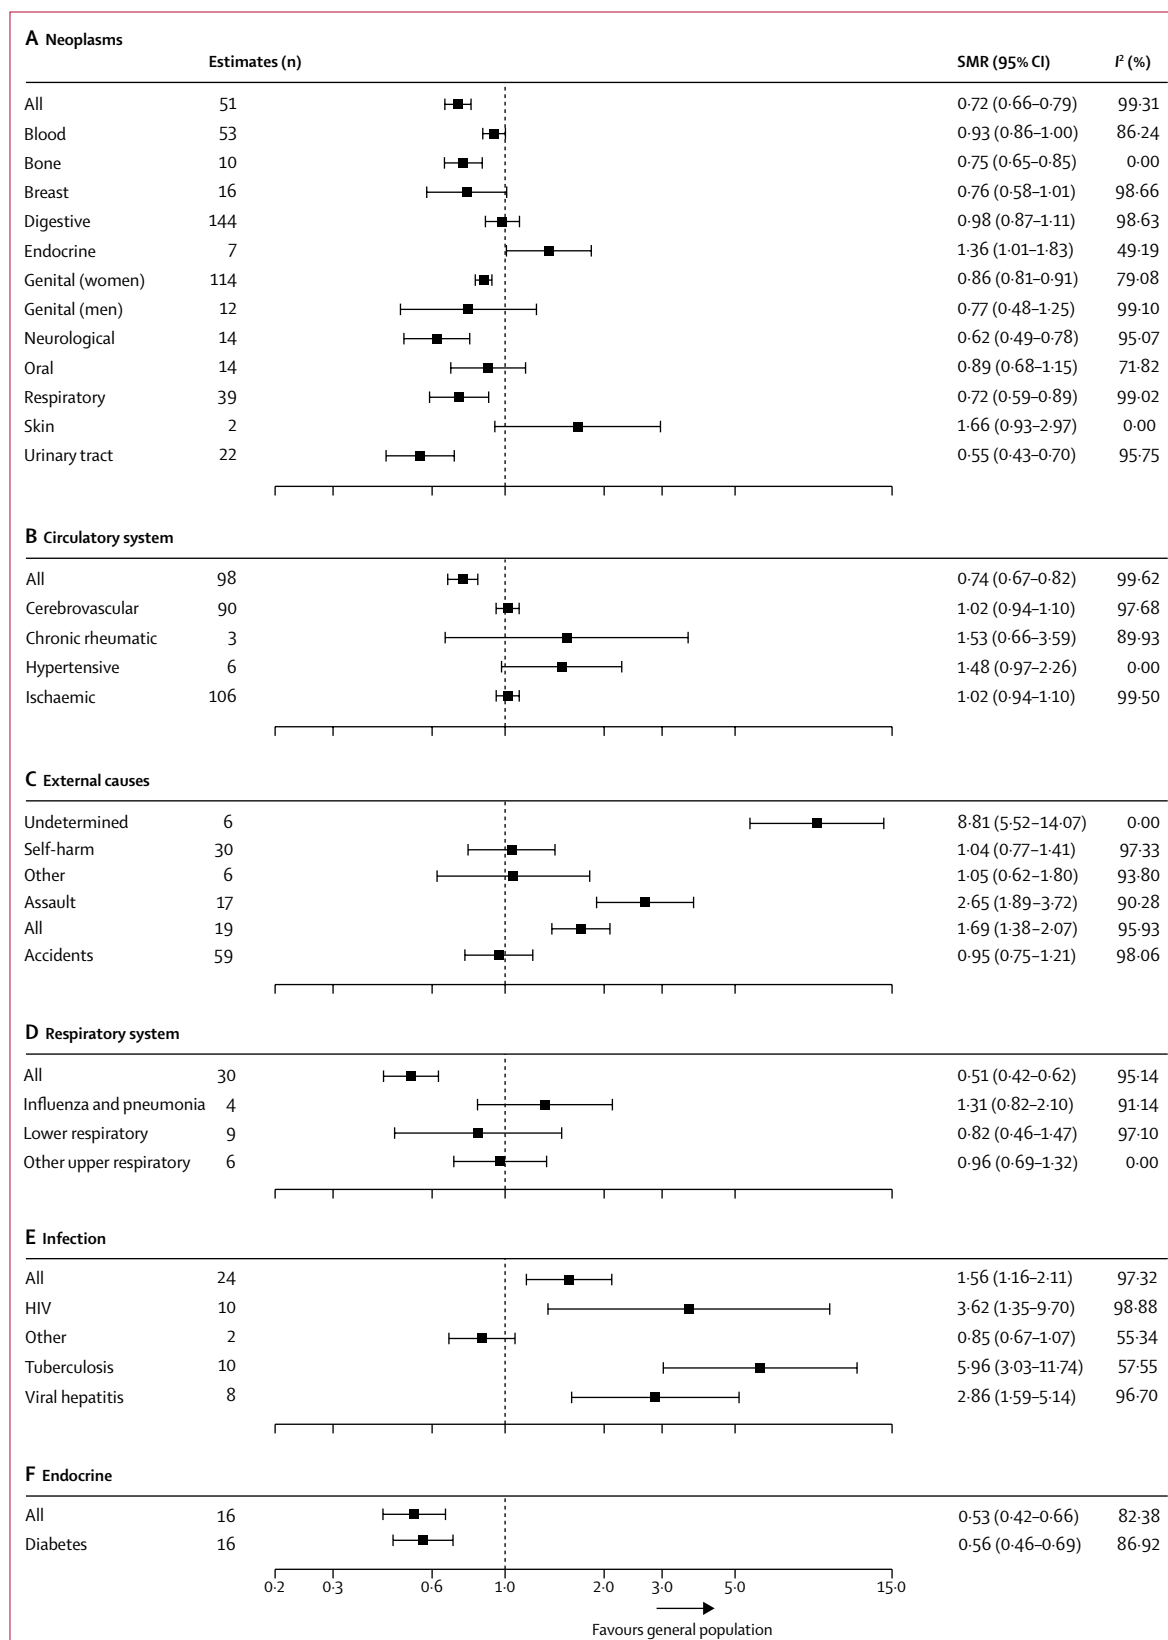 A Neoplasms
Estimates (n) SMR (95% CI) I² (%)
All 51 0·72 (0·66–0·79) 99·31
Blood 53 0·93 (0·86–1·00) 86·24
Bone 10 0·75 (0·65–0·85) 0·00
Breast 16 0·76 (0·58–1·01) 98·66
Digestive 144 0·98 (0·87–1·11) 98·63
Endocrine 7 1·36 (1·01–1·83) 49·19
Genital (women) 114 0·86 (0·81–0·91) 79·08
Genital (men) 12 0·77 (0·48–1·25) 99·10
Neurological 14 0·62 (0·49–0·78) 95·07
Oral 14 0·89 (0·68–1·15) 71·82
Respiratory 39 0·72 (0·59–0·89) 99·02
Skin 2 1·66 (0·93–2·97) 0·00
Urinary tract 22 0·55 (0·43–0·70) 95·75
B Circulatory system
All 98 0·74 (0·67–0·82) 99·62
Cerebrovascular 90 1·02 (0·94–1·10) 97·68
Chronic rheumatic 3 1·53 (0·66–3·59) 89·93
Hypertensive 6 1·48 (0·97–2·26) 0·00
Ischaemic 106 1·02 (0·94–1·10) 99·50
C External causes
Undetermined 6 8·81 (5·52–14·07) 0·00
Self-harm 30 1·04 (0·77–1·41) 97·33
Other 6 1·05 (0·62–1·80) 93·80
Assault 17 2·65 (1·89–3·72) 90·28
All 19 1·69 (1·38–2·07) 95·93
Accidents 59 0·95 (0·75–1·21) 98·06
D Respiratory system
All 30 0·51 (0·42–0·62) 95·14
Influenza and pneumonia 4 1·31 (0·82–2·10) 91·14
Lower respiratory 9 0·82 (0·46–1·47) 97·10
Other upper respiratory 6 0·96 (0·69–1·32) 0·00
E Infection
All 24 1·56 (1·16–2·11) 97·32
HIV 10 3·62 (1·35–9·70) 98·88
Other 2 0·85 (0·67–1·07) 55·34
Tuberculosis 10 5·96 (3·03–11·74) 57·55
Viral hepatitis 8 2·86 (1·59–5·14) 96·70
F Endocrine
All 16 0·53 (0·42–0·66) 82·38
Diabetes 16 0·56 (0·46–0·69) 86·92
0·2 0·3 0·6 1·0 2·0 3·0 5·0 15·0
Favours general population